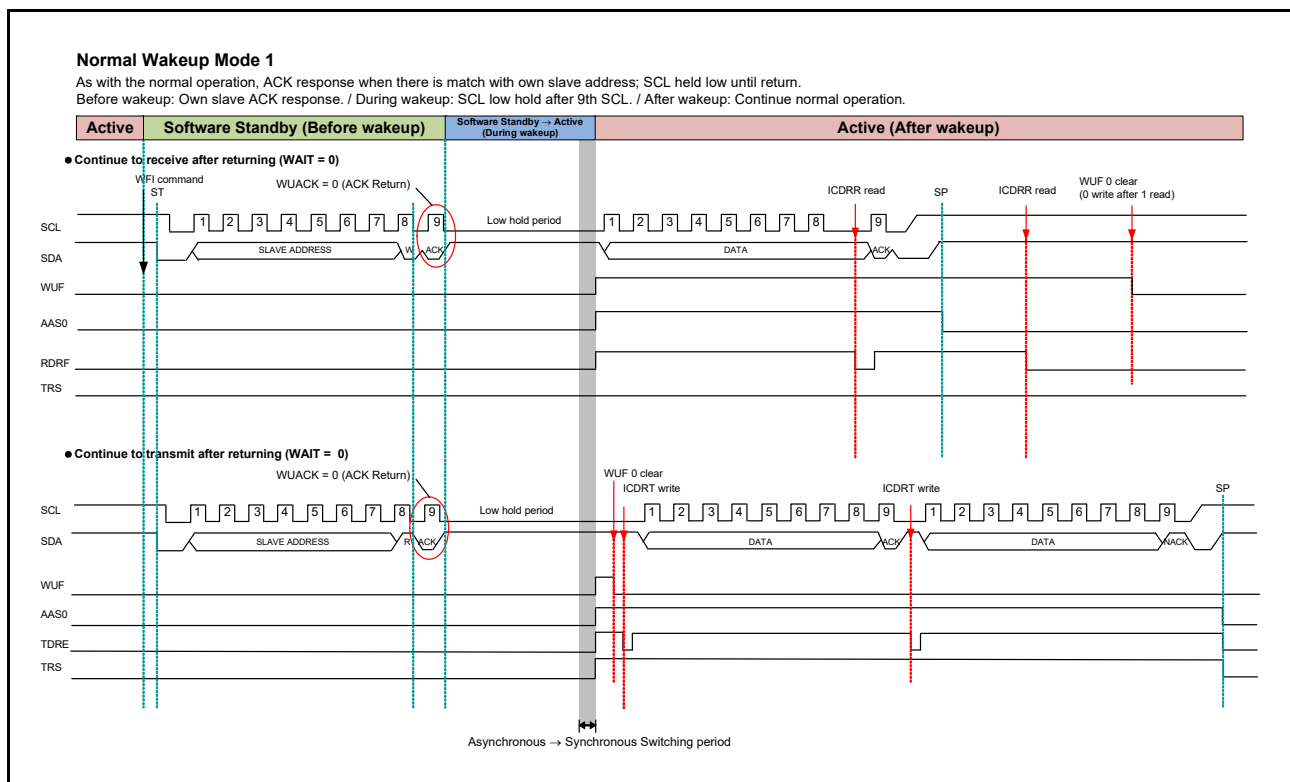 Normal Wakeup Mode 1
As with the normal operation, ACK response when there is match with own slave address; SCL held low until return.
Before wakeup: Own slave ACK response. / During wakeup: SCL low hold after 9th SCL. / After wakeup: Continue normal operation.
Active
Software Standby (Before wakeup)
Software Standby → Active
(During wakeup)
Active (After wakeup)
● Continue to receive after returning (WAIT = 0)
WFI command
ST
WUACK = 0 (ACK Return)
ICDRR read
SP
ICDRR read
WUF 0 clear
(0 write after 1 read)
SCL
1 2 3 4 5 6 7 8 9
Low hold period
1 2 3 4 5 6 7 8 9
SDA
SLAVE ADDRESS
W
ACK
DATA
ACK
WUF
AAS0
RDRF
TRS
● Continue to transmit after returning (WAIT = 0)
WUACK = 0 (ACK Return)
WUF 0 clear
ICDRT write
ICDRT write
SP
SCL
1 2 3 4 5 6 7 8 9
Low hold period
1 2 3 4 5 6 7 8 9
1 2 3 4 5 6 7 8 9
SDA
SLAVE ADDRESS
R
ACK
DATA
ACK
DATA
NACK
WUF
AAS0
TDRE
TRS
Asynchronous → Synchronous Switching period